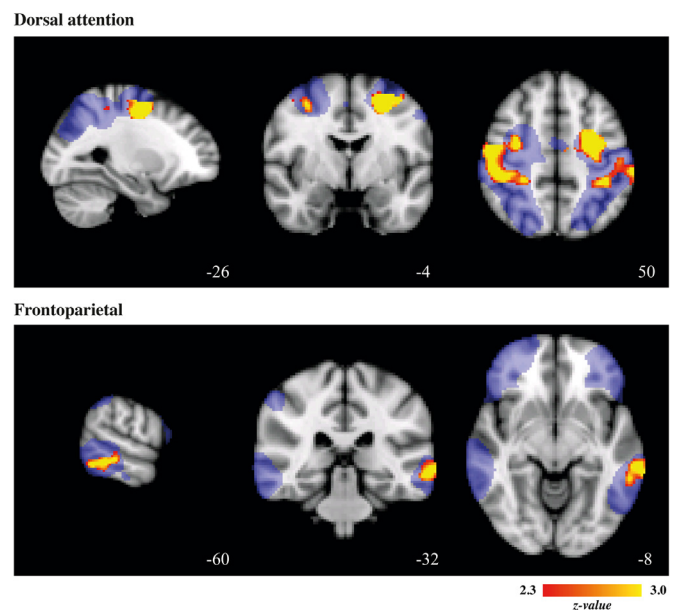 Dorsal attention
-26 -4 50
Frontoparietal
-60 -32 -8
2.3 3.0
z-value